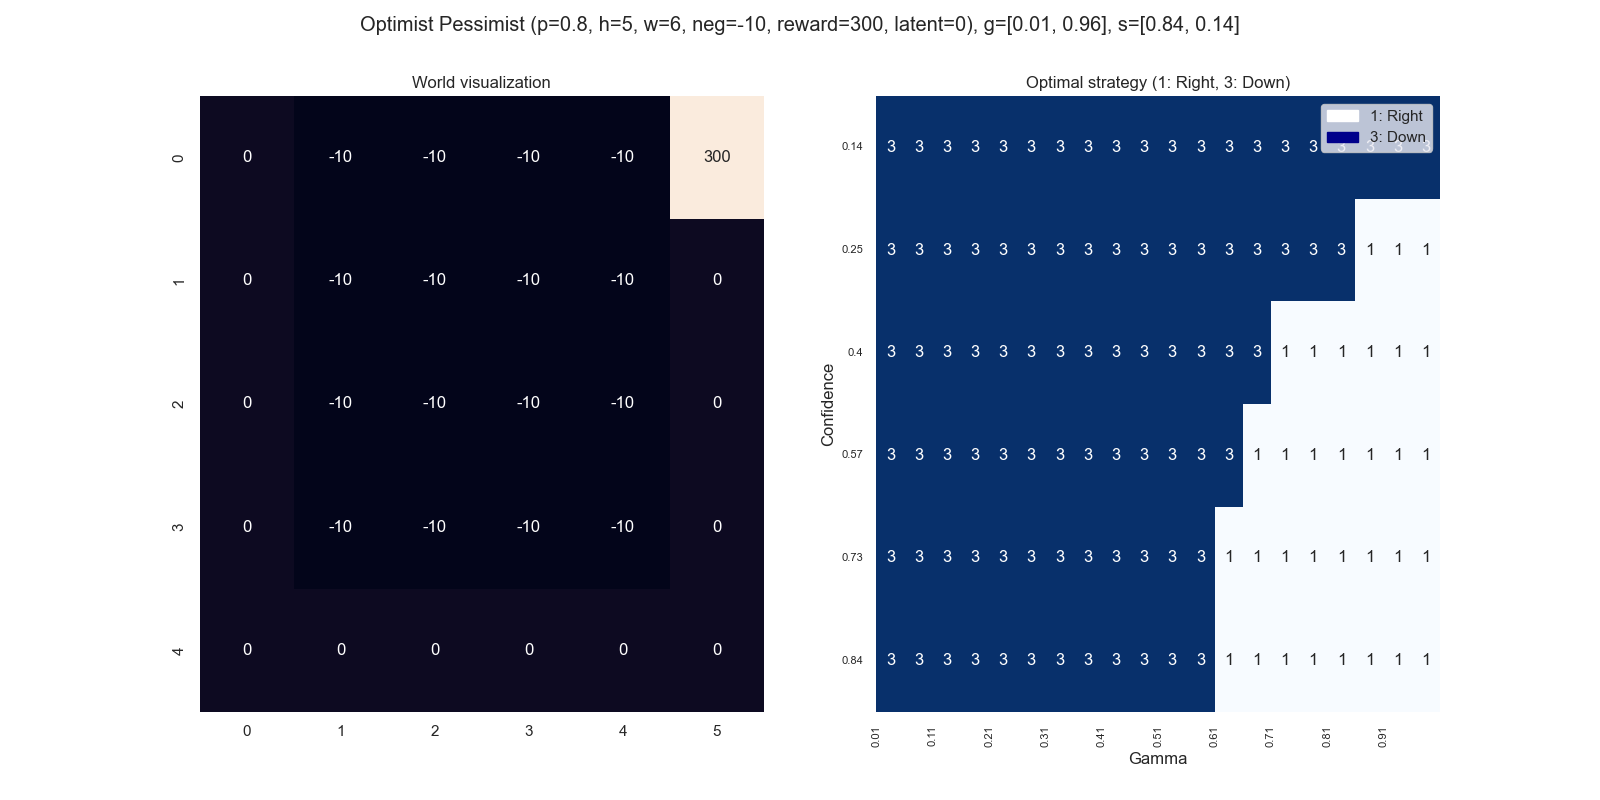 Optimist Pessimist (p=0.8, h=5, w=6, neg=-10, reward=300, latent=0), g=[0.01, 0.96], s=[0.84, 0.14]
World visualization
0 0 -10 -10 -10 -10 300
1 0 -10 -10 -10 -10 0
2 0 -10 -10 -10 -10 0
3 0 -10 -10 -10 -10 0
4 0 0 0 0 0 0
0 1 2 3 4 5
Optimal strategy (1: Right, 3: Down)
1: Right
3: Down
Confidence
0.14 3 3 3 3 3 3 3 3 3 3 3 3 3 3 3 3 3 3 3 3
0.25 3 3 3 3 3 3 3 3 3 3 3 3 3 3 3 3 3 1 1 1
0.4 3 3 3 3 3 3 3 3 3 3 3 3 3 3 1 1 1 1 1 1
0.57 3 3 3 3 3 3 3 3 3 3 3 3 3 1 1 1 1 1 1 1
0.73 3 3 3 3 3 3 3 3 3 3 3 3 1 1 1 1 1 1 1 1
0.84 3 3 3 3 3 3 3 3 3 3 3 3 1 1 1 1 1 1 1 1
0.01 0.11 0.21 0.31 0.41 0.51 0.61 0.71 0.81 0.91
Gamma